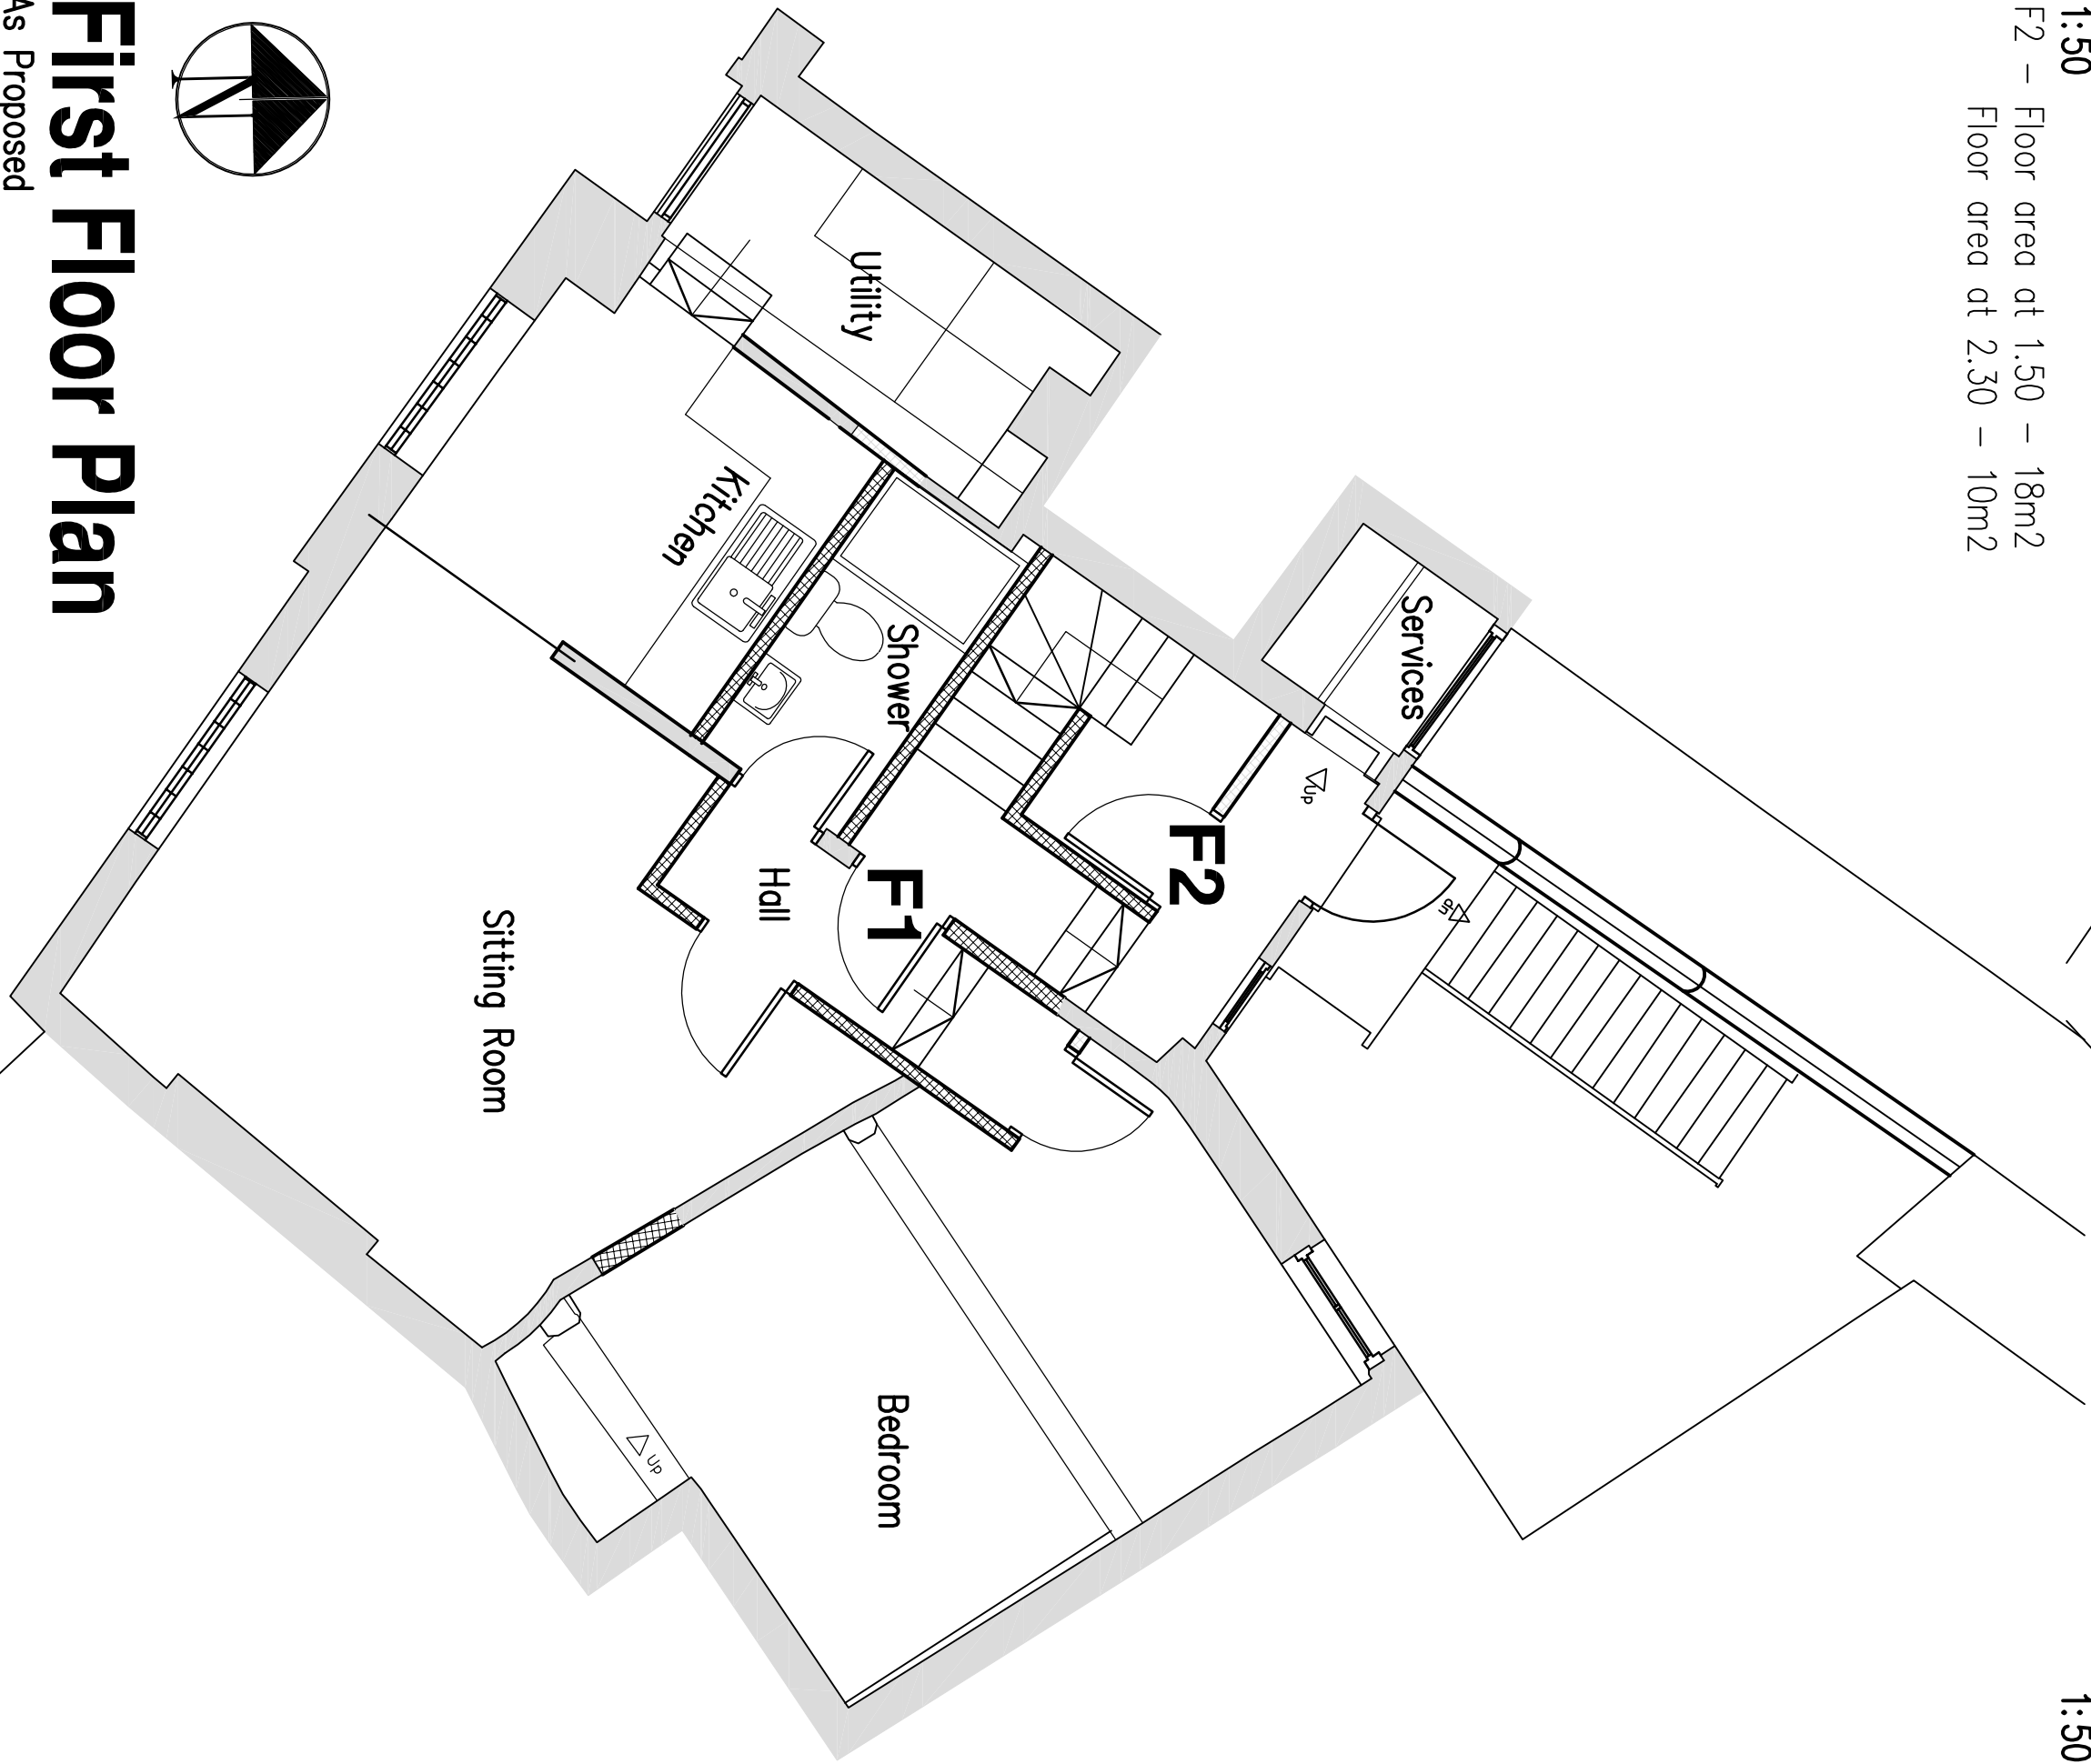 1:50
1:50
F2 – Floor area at 1.50 – 18m2
Floor area at 2.30 – 10m2
Services
Up
Up
F2
Utility
Shower
F1
Bedroom
Kitchen
Hall
Up
Sitting Room
N
First Floor Plan
As Proposed